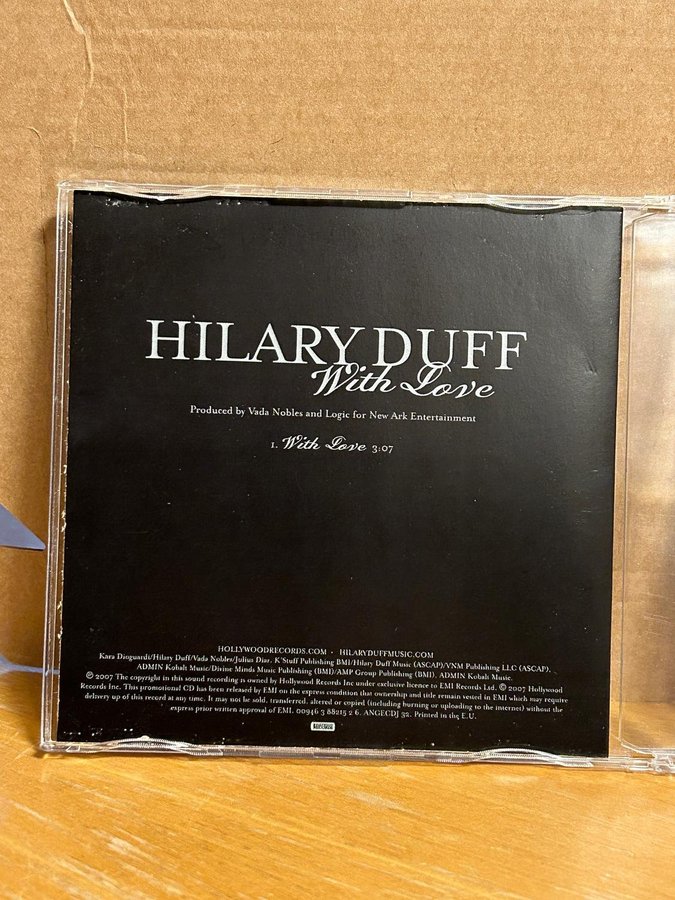 HILARY DUFF
With Love
Produced by Vada Nobles and Logic for New Ark Entertainment
1. With Love 3:07
HOLLYWOODRECORDS.COM · HILARYDUFFMUSIC.COM
Kara Dioguardi/Hilary Duff/Vada Nobles/Julius Diaz. K'Stuff Publishing BMI/Hilary Duff Music (ASCAP)/VNM Publishing LLC (ASCAP),
ADMIN Kobalt Music/Divine Minds Music Publishing (BMI)/AMP Group Publishing (BMI), ADMIN Kobalt Music.
℗ 2007 The copyright in this sound recording is owned by Hollywood Records Inc under exclusive licence to EMI Records Ltd. © 2007 Hollywood
Records Inc. This promotional CD has been released by EMI on the express condition that ownership and title remain vested in EMI which may require
delivery up of this record at any time. It may not be sold, transferred, altered or copied (including burning or uploading to the internet) without the
express prior written approval of EMI. 00946 3 88215 2 6. ANGECDJ 32. Printed in the E.U.